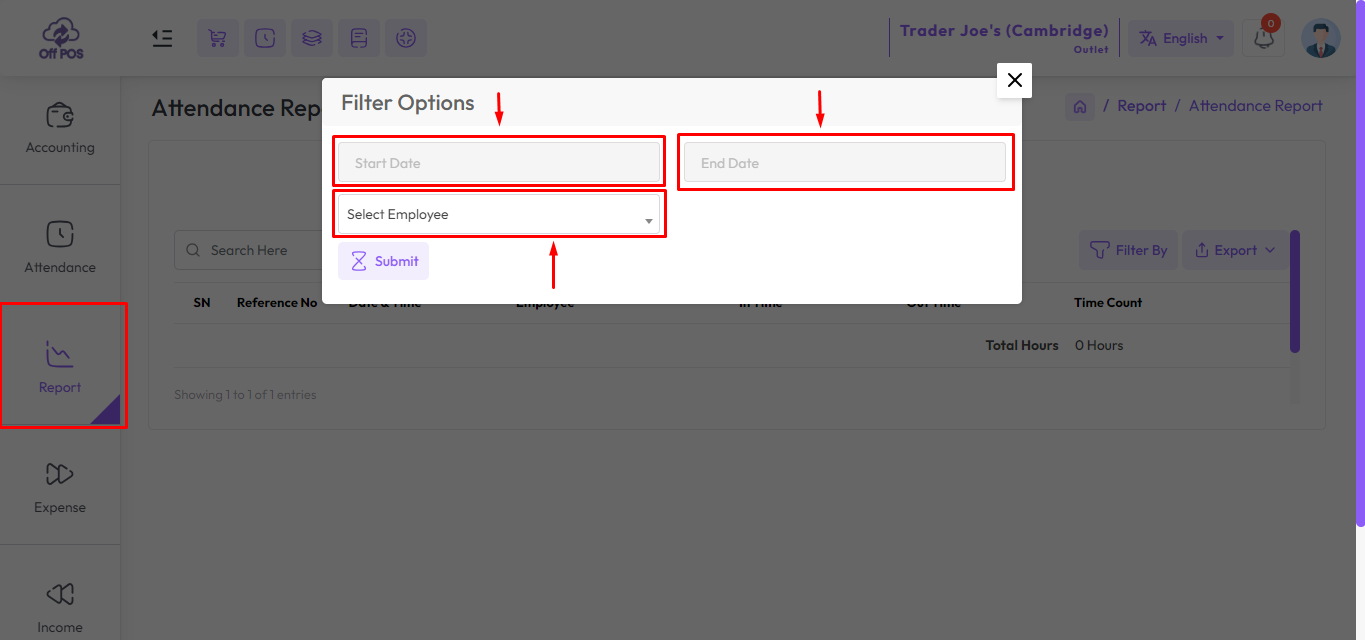 Off POS
Trader Joe's (Cambridge)
Outlet
English
0
Accounting
Attendance
Report
Expense
Income
Attendance Rep
Report / Attendance Report
Filter Options
Start Date
End Date
Select Employee
Submit
Search Here
Filter By
Export
SN Reference No Date & Time Employee In Time Out Time Time Count
Total Hours 0 Hours
Showing 1 to 1 of 1 entries